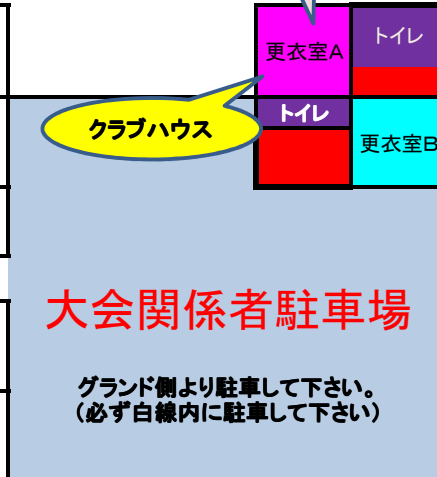 更衣室A
トイレ
トイレ
クラブハウス
更衣室B
大会関係者駐車場
グランド側より駐車して下さい。
（必ず白線内に駐車して下さい）